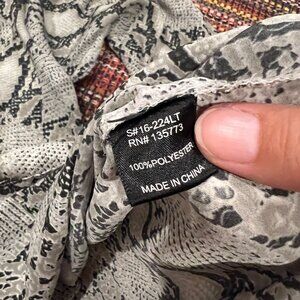 S#16-224LT
RN# 135773
100%POLYESTER
MADE IN CHINA